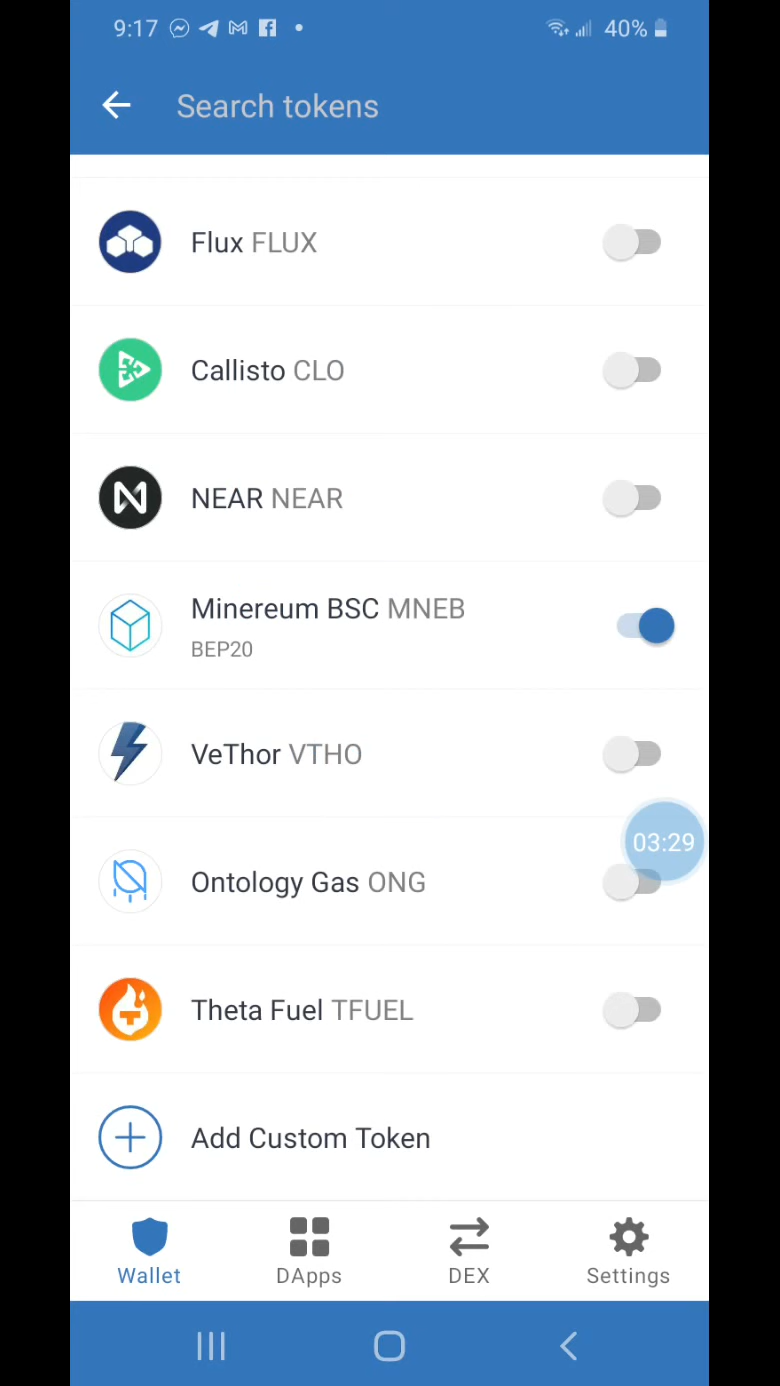 9:17
40%
Search tokens
Flux FLUX
Callisto CLO
NEAR NEAR
Minereum BSC MNEB
BEP20
VeThor VTHO
03:29
Ontology Gas ONG
Theta Fuel TFUEL
Add Custom Token
Wallet DApps DEX Settings